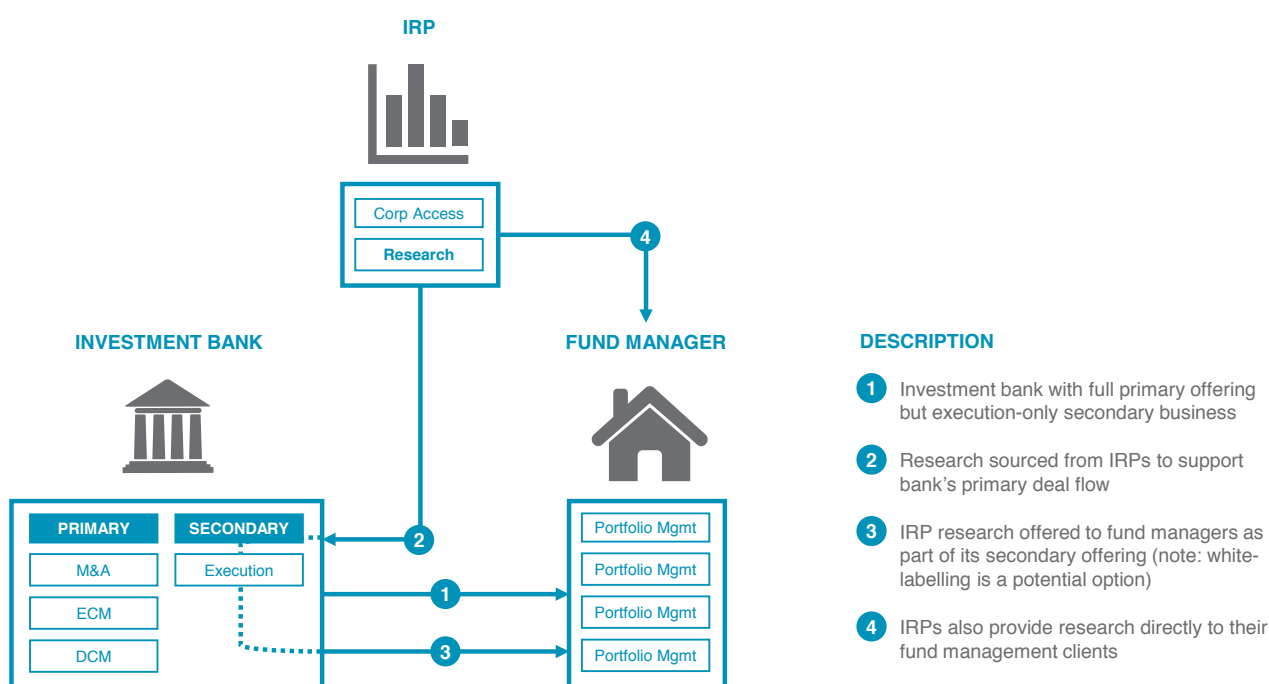 IRP
Corp Access
Research
4
INVESTMENT BANK
FUND MANAGER
PRIMARY
SECONDARY
M&A
Execution
ECM
DCM
2
1
3
Portfolio Mgmt
Portfolio Mgmt
Portfolio Mgmt
Portfolio Mgmt
DESCRIPTION
1 Investment bank with full primary offering
but execution-only secondary business
2 Research sourced from IRPs to support
bank's primary deal flow
3 IRP research offered to fund managers as
part of its secondary offering (note: white-
labelling is a potential option)
4 IRPs also provide research directly to their
fund management clients